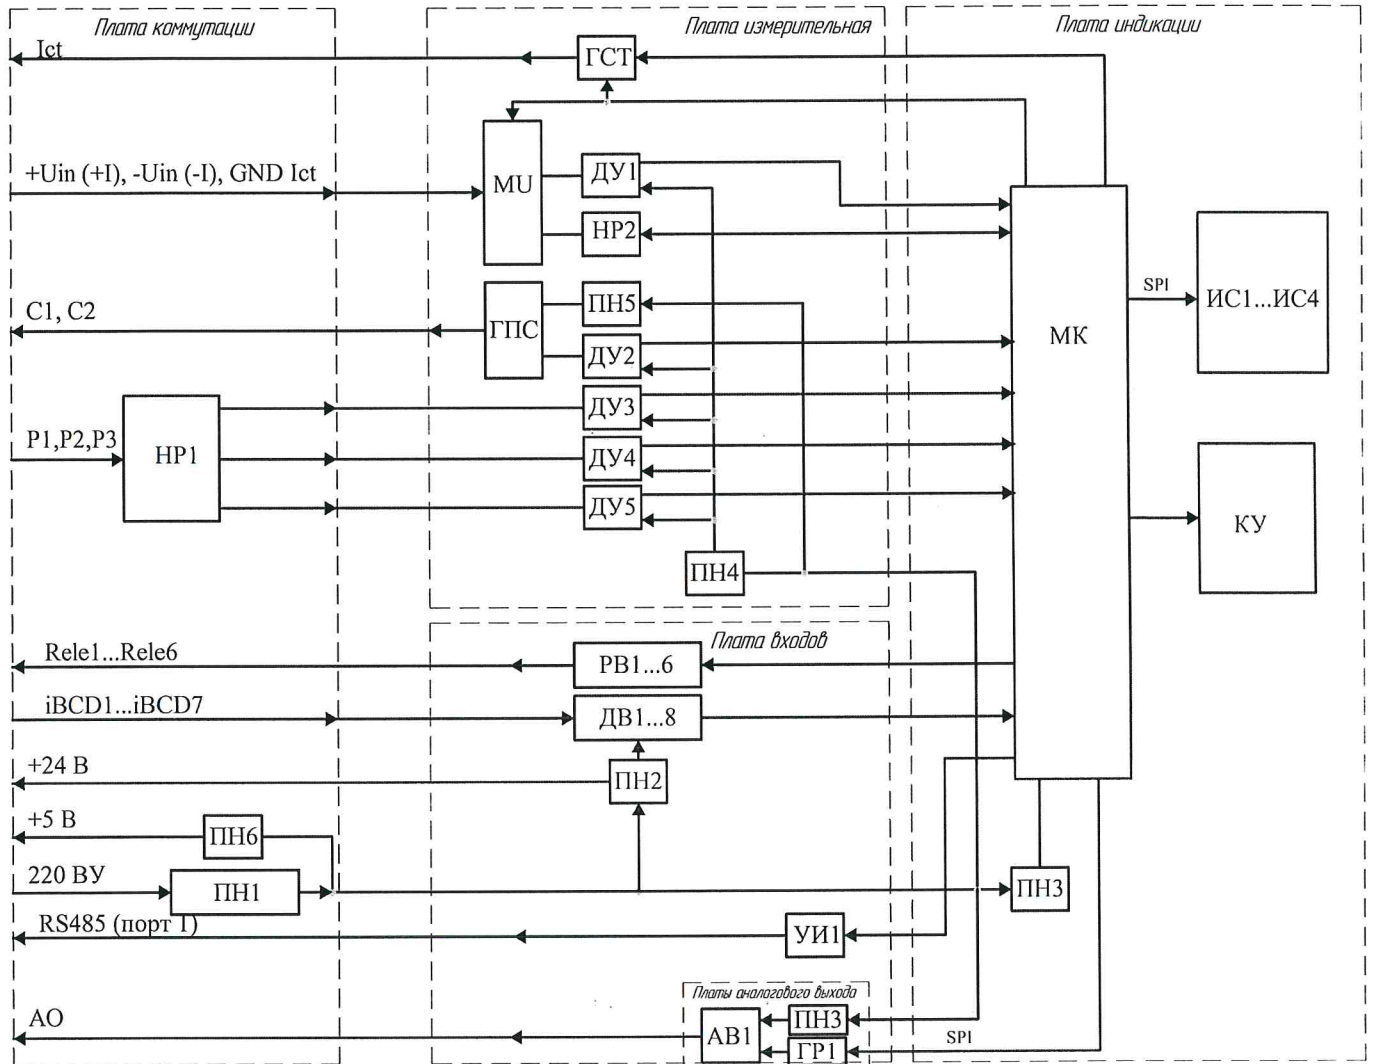 Плата коммутации
Плата измерительная
Плата индикации
Ict
ГСТ
+Uin (+I), -Uin (-I), GND Ict
MU
ДУ1
НР2
C1, C2
ГПС
ПН5
ДУ2
SPI
ИС1...ИС4
МК
P1,P2,P3
НР1
ДУ3
ДУ4
ДУ5
КУ
ПН4
Плата входов
Rele1...Rele6
РВ1...6
iBCD1...iBCD7
ДВ1...8
+24 В
ПН2
+5 В
ПН6
220 ВУ
ПН1
ПН3
RS485 (порт 1)
УИ1
Платы аналогового выхода
АО
АВ1
ПН3
ГР1
SPI